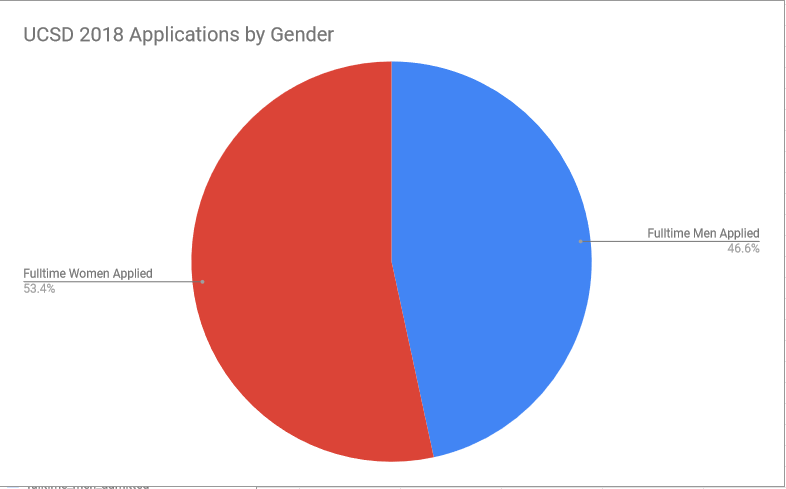 UCSD 2018 Applications by Gender
Fulltime Men Applied
46.6%
Fulltime Women Applied
53.4%